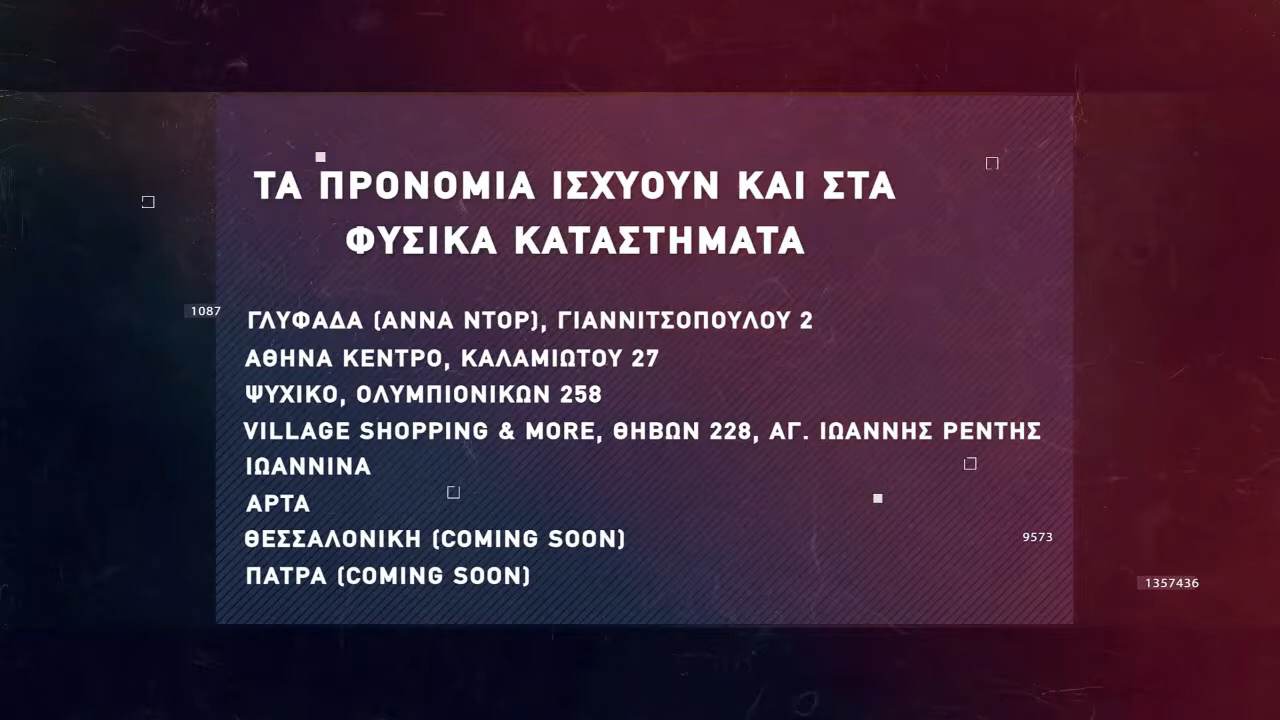 ΤΑ ΠΡΟΝΟΜΙΑ ΙΣΧΥΟΥΝ ΚΑΙ ΣΤΑ
ΦΥΣΙΚΑ ΚΑΤΑΣΤΗΜΑΤΑ
1087
ΓΛΥΦΑΔΑ (ΑΝΝΑ ΝΤΟΡ), ΓΙΑΝΝΙΤΣΟΠΟΥΛΟΥ 2
ΑΘΗΝΑ ΚΕΝΤΡΟ, ΚΑΛΑΜΙΩΤΟΥ 27
ΨΥΧΙΚΟ, ΟΛΥΜΠΙΟΝΙΚΩΝ 258
VILLAGE SHOPPING & MORE, ΘΗΒΩΝ 228, ΑΓ. ΙΩΑΝΝΗΣ ΡΕΝΤΗΣ
ΙΩΑΝΝΙΝΑ
ΑΡΤΑ
ΘΕΣΣΑΛΟΝΙΚΗ (COMING SOON)
9573
ΠΑΤΡΑ (COMING SOON)
1357436